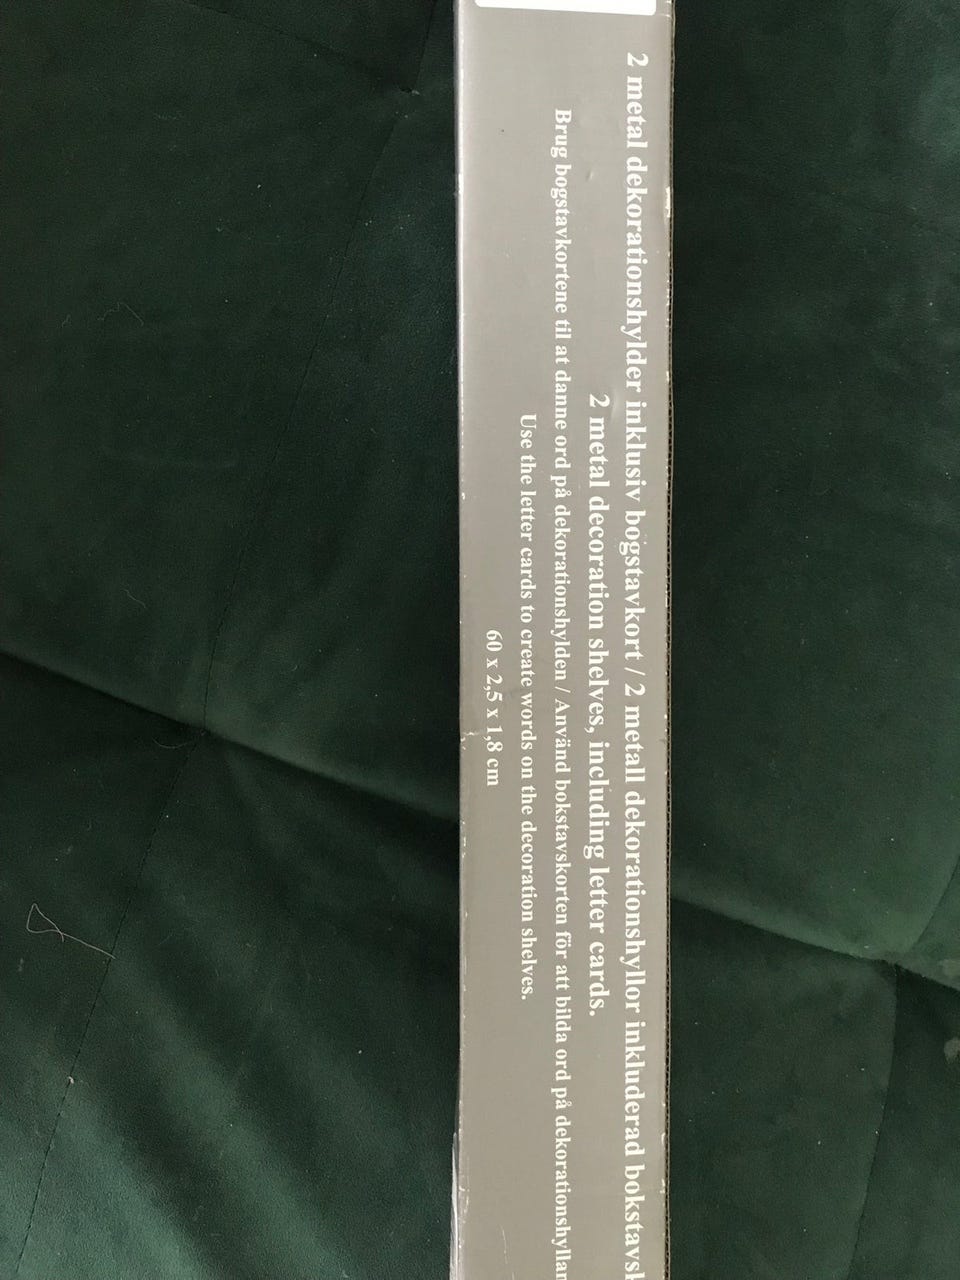 2 metal dekorationshylder inklusiv bogstavkort / 2 metall dekorationshyllor inkluderad
2 metal decoration shelves, including letter cards.
Brug bogstavkortene til at danne ord på dekorationshylden / Använd bokstavskorten för att bilda ord på dekorationshyllan
Use the letter cards to create words on the decoration shelves.
60 x 2,5 x 1,8 cm